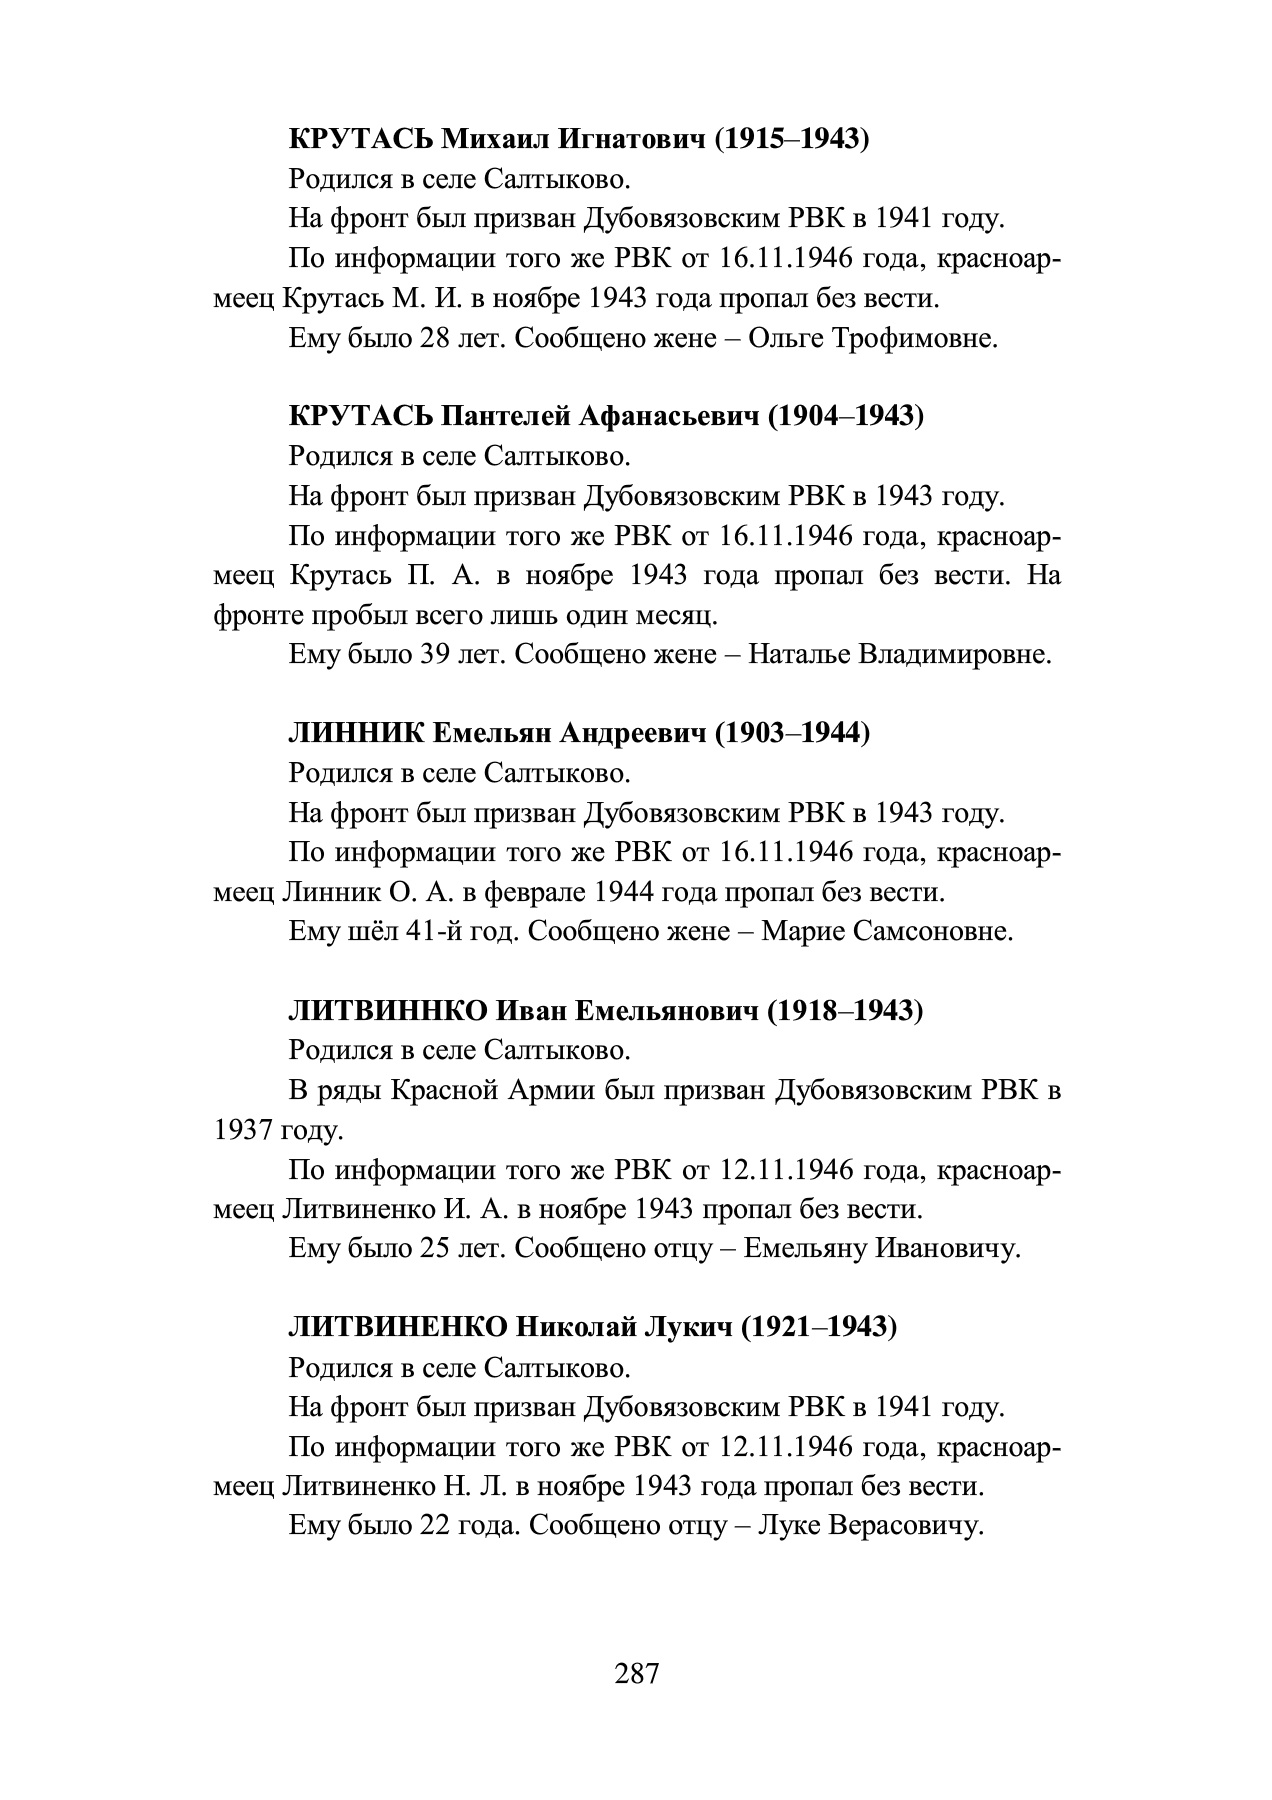 КРУТАСЬ Михаил Игнатович (1915–1943)
Родился в селе Салтыково.
На фронт был призван Дубовязовским РВК в 1941 году.
По информации того же РВК от 16.11.1946 года, красноар-
меец Крутась М. И. в ноябре 1943 года пропал без вести.
Ему было 28 лет. Сообщено жене – Ольге Трофимовне.
КРУТАСЬ Пантелей Афанасьевич (1904–1943)
Родился в селе Салтыково.
На фронт был призван Дубовязовским РВК в 1943 году.
По информации того же РВК от 16.11.1946 года, красноар-
меец Крутась П. А. в ноябре 1943 года пропал без вести. На
фронте пробыл всего лишь один месяц.
Ему было 39 лет. Сообщено жене – Наталье Владимировне.
ЛИННИК Емельян Андреевич (1903–1944)
Родился в селе Салтыково.
На фронт был призван Дубовязовским РВК в 1943 году.
По информации того же РВК от 16.11.1946 года, красноар-
меец Линник О. А. в феврале 1944 года пропал без вести.
Ему шёл 41-й год. Сообщено жене – Марие Самсоновне.
ЛИТВИННКО Иван Емельянович (1918–1943)
Родился в селе Салтыково.
В ряды Красной Армии был призван Дубовязовским РВК в
1937 году.
По информации того же РВК от 12.11.1946 года, красноар-
меец Литвиненко И. А. в ноябре 1943 пропал без вести.
Ему было 25 лет. Сообщено отцу – Емельяну Ивановичу.
ЛИТВИНЕНКО Николай Лукич (1921–1943)
Родился в селе Салтыково.
На фронт был призван Дубовязовским РВК в 1941 году.
По информации того же РВК от 12.11.1946 года, красноар-
меец Литвиненко Н. Л. в ноябре 1943 года пропал без вести.
Ему было 22 года. Сообщено отцу – Луке Верасовичу.
287